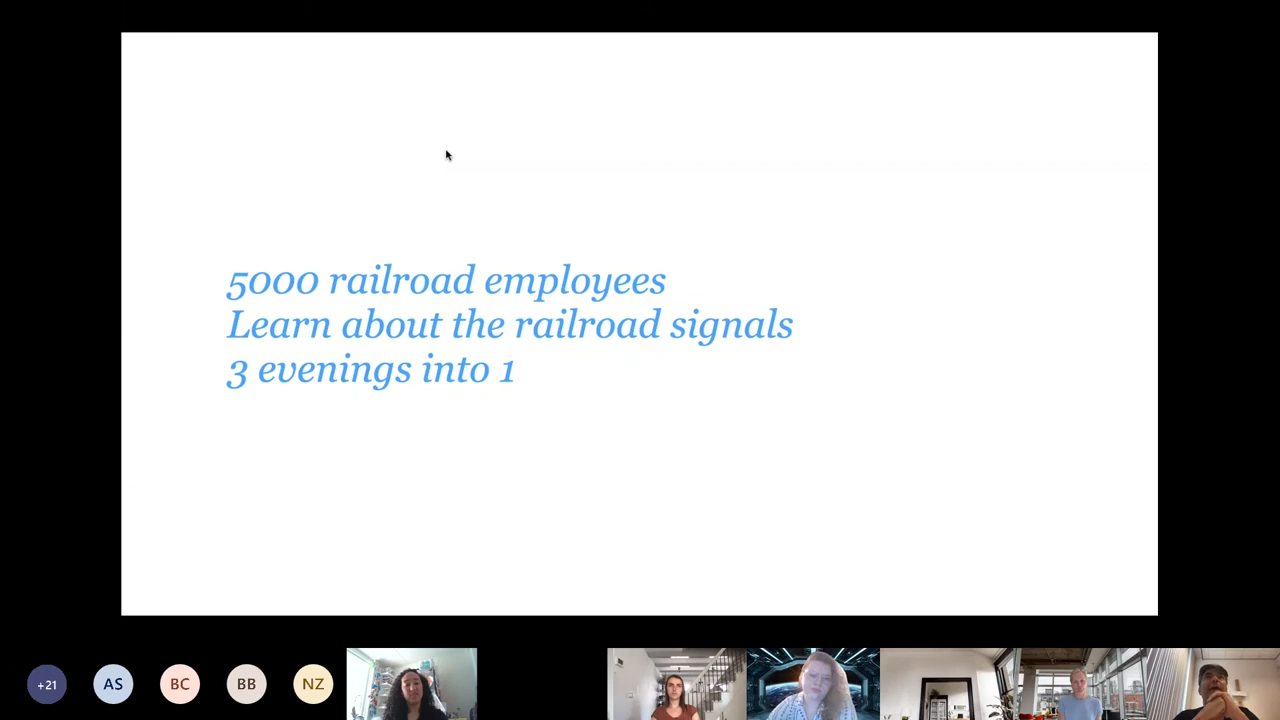 5000 railroad employees
Learn about the railroad signals
3 evenings into 1
+21
AS
BC
BB
NZ